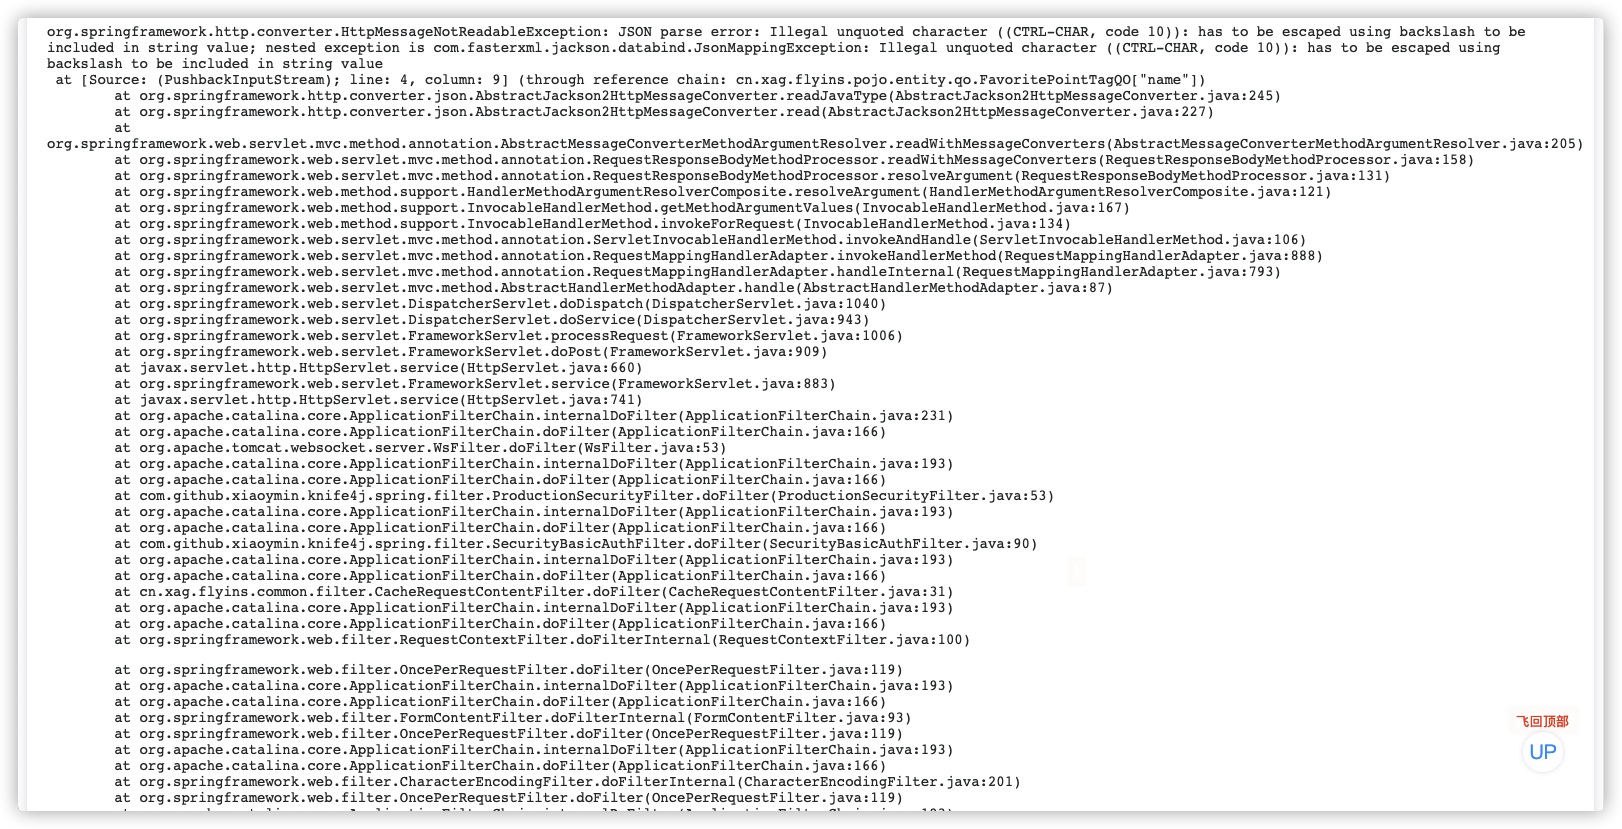 org.springframework.http.converter.HttpMessageNotReadableException: JSON parse error: Illegal unquoted character ((CTRL-CHAR, code 10)): has to be escaped using backslash to be
included in string value; nested exception is com.fasterxml.jackson.databind.JsonMappingException: Illegal unquoted character ((CTRL-CHAR, code 10)): has to be escaped using
backslash to be included in string value
at [Source: (PushbackInputStream); line: 4, column: 9] (through reference chain: cn.xag.flyins.pojo.entity.qo.FavoritePointTagQO["name"])
at org.springframework.http.converter.json.AbstractJackson2HttpMessageConverter.readJavaType(AbstractJackson2HttpMessageConverter.java:245)
at org.springframework.http.converter.json.AbstractJackson2HttpMessageConverter.read(AbstractJackson2HttpMessageConverter.java:227)
at
org.springframework.web.servlet.mvc.method.annotation.AbstractMessageConverterMethodArgumentResolver.readWithMessageConverters(AbstractMessageConverterMethodArgumentResolver.java:205)
at org.springframework.web.servlet.mvc.method.annotation.RequestResponseBodyMethodProcessor.readWithMessageConverters(RequestResponseBodyMethodProcessor.java:158)
at org.springframework.web.servlet.mvc.method.annotation.RequestResponseBodyMethodProcessor.resolveArgument(RequestResponseBodyMethodProcessor.java:131)
at org.springframework.web.method.support.HandlerMethodArgumentResolverComposite.resolveArgument(HandlerMethodArgumentResolverComposite.java:121)
at org.springframework.web.method.support.InvocableHandlerMethod.getMethodArgumentValues(InvocableHandlerMethod.java:167)
at org.springframework.web.method.support.InvocableHandlerMethod.invokeForRequest(InvocableHandlerMethod.java:134)
at org.springframework.web.servlet.mvc.method.annotation.ServletInvocableHandlerMethod.invokeAndHandle(ServletInvocableHandlerMethod.java:106)
at org.springframework.web.servlet.mvc.method.annotation.RequestMappingHandlerAdapter.invokeHandlerMethod(RequestMappingHandlerAdapter.java:888)
at org.springframework.web.servlet.mvc.method.annotation.RequestMappingHandlerAdapter.handleInternal(RequestMappingHandlerAdapter.java:793)
at org.springframework.web.servlet.mvc.method.AbstractHandlerMethodAdapter.handle(AbstractHandlerMethodAdapter.java:87)
at org.springframework.web.servlet.DispatcherServlet.doDispatch(DispatcherServlet.java:1040)
at org.springframework.web.servlet.DispatcherServlet.doService(DispatcherServlet.java:943)
at org.springframework.web.servlet.FrameworkServlet.processRequest(FrameworkServlet.java:1006)
at org.springframework.web.servlet.FrameworkServlet.doPost(FrameworkServlet.java:909)
at javax.servlet.http.HttpServlet.service(HttpServlet.java:660)
at org.springframework.web.servlet.FrameworkServlet.service(FrameworkServlet.java:883)
at javax.servlet.http.HttpServlet.service(HttpServlet.java:741)
at org.apache.catalina.core.ApplicationFilterChain.internalDoFilter(ApplicationFilterChain.java:231)
at org.apache.catalina.core.ApplicationFilterChain.doFilter(ApplicationFilterChain.java:166)
at org.apache.tomcat.websocket.server.WsFilter.doFilter(WsFilter.java:53)
at org.apache.catalina.core.ApplicationFilterChain.internalDoFilter(ApplicationFilterChain.java:193)
at org.apache.catalina.core.ApplicationFilterChain.doFilter(ApplicationFilterChain.java:166)
at com.github.xiaoymin.knife4j.spring.filter.ProductionSecurityFilter.doFilter(ProductionSecurityFilter.java:53)
at org.apache.catalina.core.ApplicationFilterChain.internalDoFilter(ApplicationFilterChain.java:193)
at org.apache.catalina.core.ApplicationFilterChain.doFilter(ApplicationFilterChain.java:166)
at com.github.xiaoymin.knife4j.spring.filter.SecurityBasicAuthFilter.doFilter(SecurityBasicAuthFilter.java:90)
at org.apache.catalina.core.ApplicationFilterChain.internalDoFilter(ApplicationFilterChain.java:193)
at org.apache.catalina.core.ApplicationFilterChain.doFilter(ApplicationFilterChain.java:166)
at cn.xag.flyins.common.filter.CacheRequestContentFilter.doFilter(CacheRequestContentFilter.java:31)
at org.apache.catalina.core.ApplicationFilterChain.internalDoFilter(ApplicationFilterChain.java:193)
at org.apache.catalina.core.ApplicationFilterChain.doFilter(ApplicationFilterChain.java:166)
at org.springframework.web.filter.RequestContextFilter.doFilterInternal(RequestContextFilter.java:100)
at org.springframework.web.filter.OncePerRequestFilter.doFilter(OncePerRequestFilter.java:119)
at org.apache.catalina.core.ApplicationFilterChain.internalDoFilter(ApplicationFilterChain.java:193)
at org.apache.catalina.core.ApplicationFilterChain.doFilter(ApplicationFilterChain.java:166)
at org.springframework.web.filter.FormContentFilter.doFilterInternal(FormContentFilter.java:93)
at org.springframework.web.filter.OncePerRequestFilter.doFilter(OncePerRequestFilter.java:119)
at org.apache.catalina.core.ApplicationFilterChain.internalDoFilter(ApplicationFilterChain.java:193)
at org.apache.catalina.core.ApplicationFilterChain.doFilter(ApplicationFilterChain.java:166)
at org.springframework.web.filter.CharacterEncodingFilter.doFilterInternal(CharacterEncodingFilter.java:201)
at org.springframework.web.filter.OncePerRequestFilter.doFilter(OncePerRequestFilter.java:119)
飞回顶部
UP